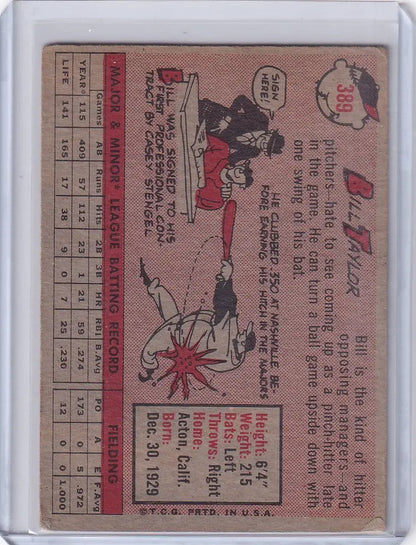 389
BILL TAYLOR
Bill is the kind of hitter
opposing managers—and
pitchers—hate to see coming up as a pinch-hitter late
in the game. He can turn a ball game upside down with
one swing of his bat.
SIGN
HERE!
BILL WAS SIGNED TO HIS
FIRST PROFESSIONAL CON-
TRACT BY CASEY STENGEL
HE CLUBBED .350 AT NASHVILLE BE-
FORE EARNING HIS HITCH IN THE MAJORS
Height: 6'4"
Weight: 215
Bats: Left
Throws: Right
Home:
Acton, Calif.
Born:
Dec. 30, 1929
MAJOR & MINOR* LEAGUE BATTING RECORD FIELDING
Games AB Runs Hits 2B 3B HR RBI B.Avg PO A E F.Avg
YEAR* 115 409 57 112 23 1 21 59 .274 173 0 5 .972
LIFE 141 165 17 38 9 0 7 25 .230 12 0 0 1.000
© T.C.G. PRTD. IN U.S.A.